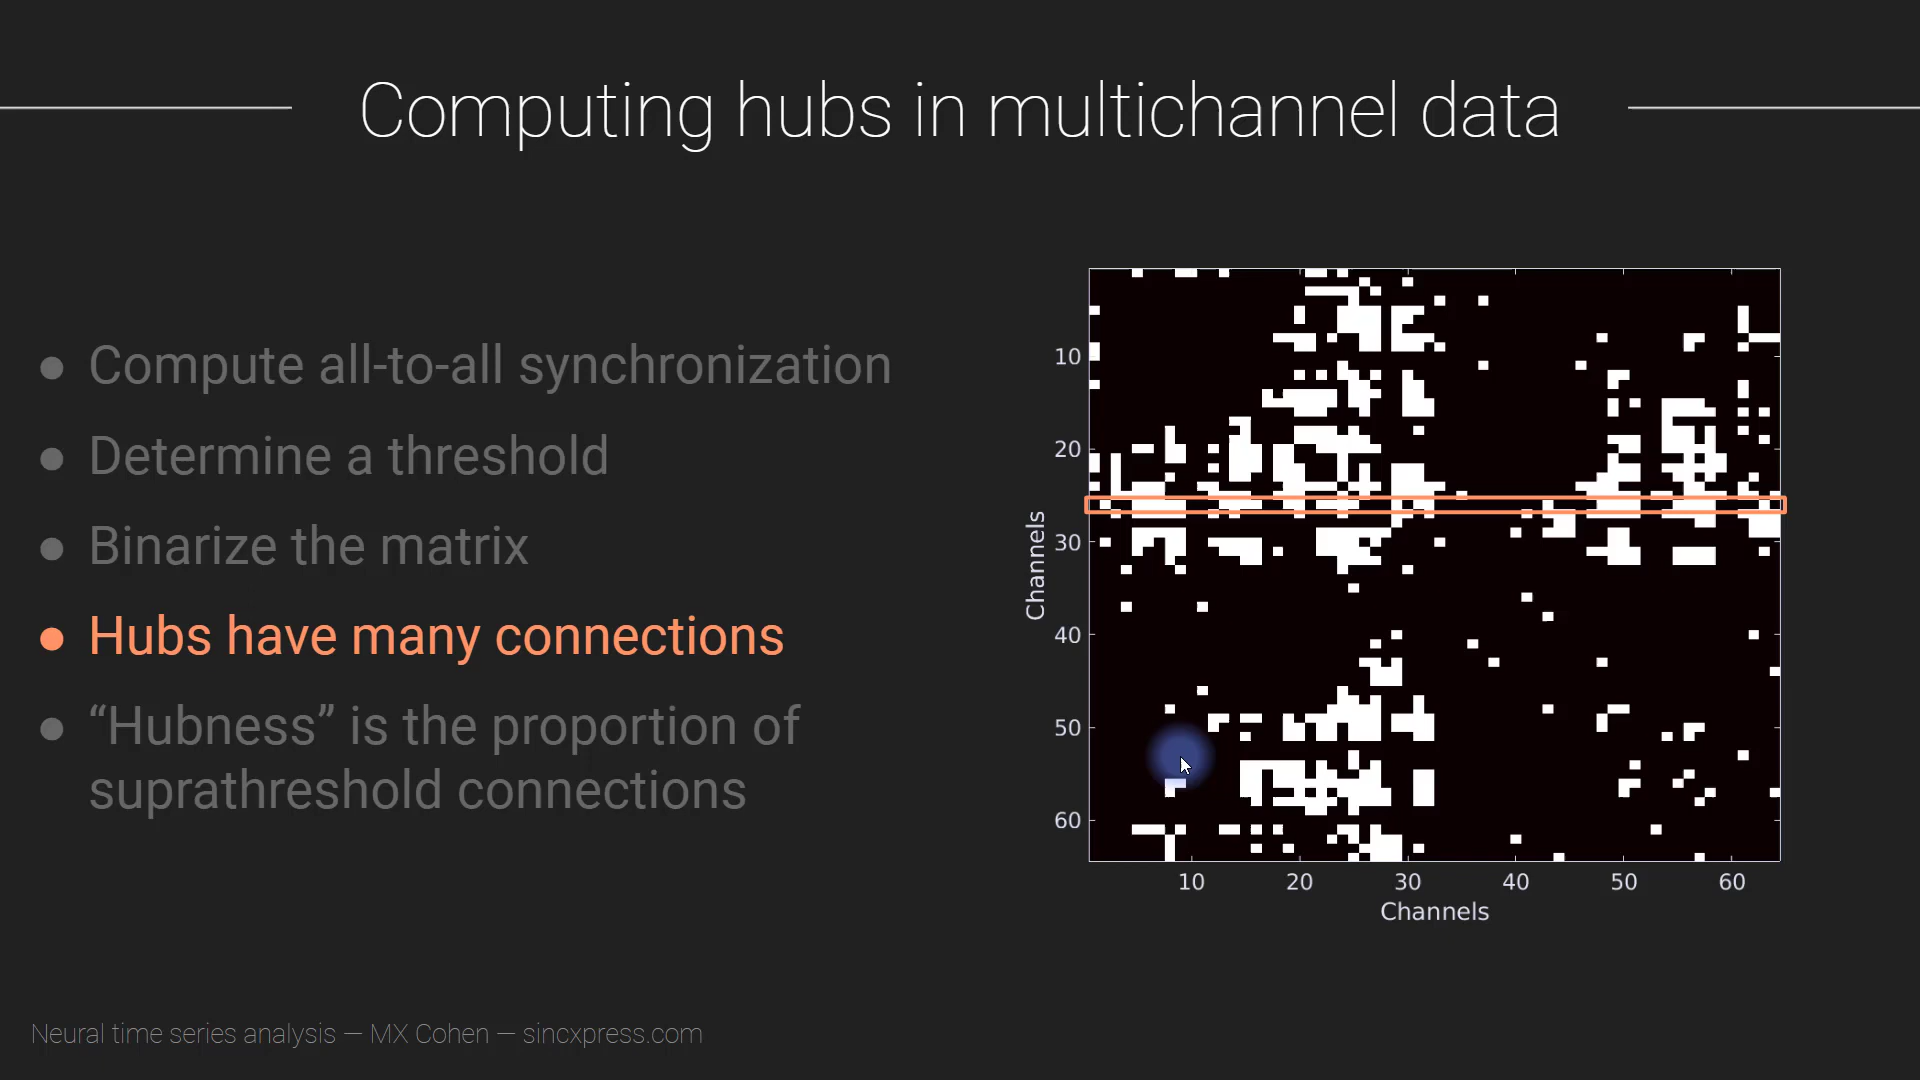 Computing hubs in multichannel data
● Compute all-to-all synchronization
● Determine a threshold
● Binarize the matrix
● Hubs have many connections
● “Hubness” is the proportion of
suprathreshold connections
Channels
10
20
30
40
50
60
10 20 30 40 50 60
Channels
Neural time series analysis — MX Cohen — sincxpress.com